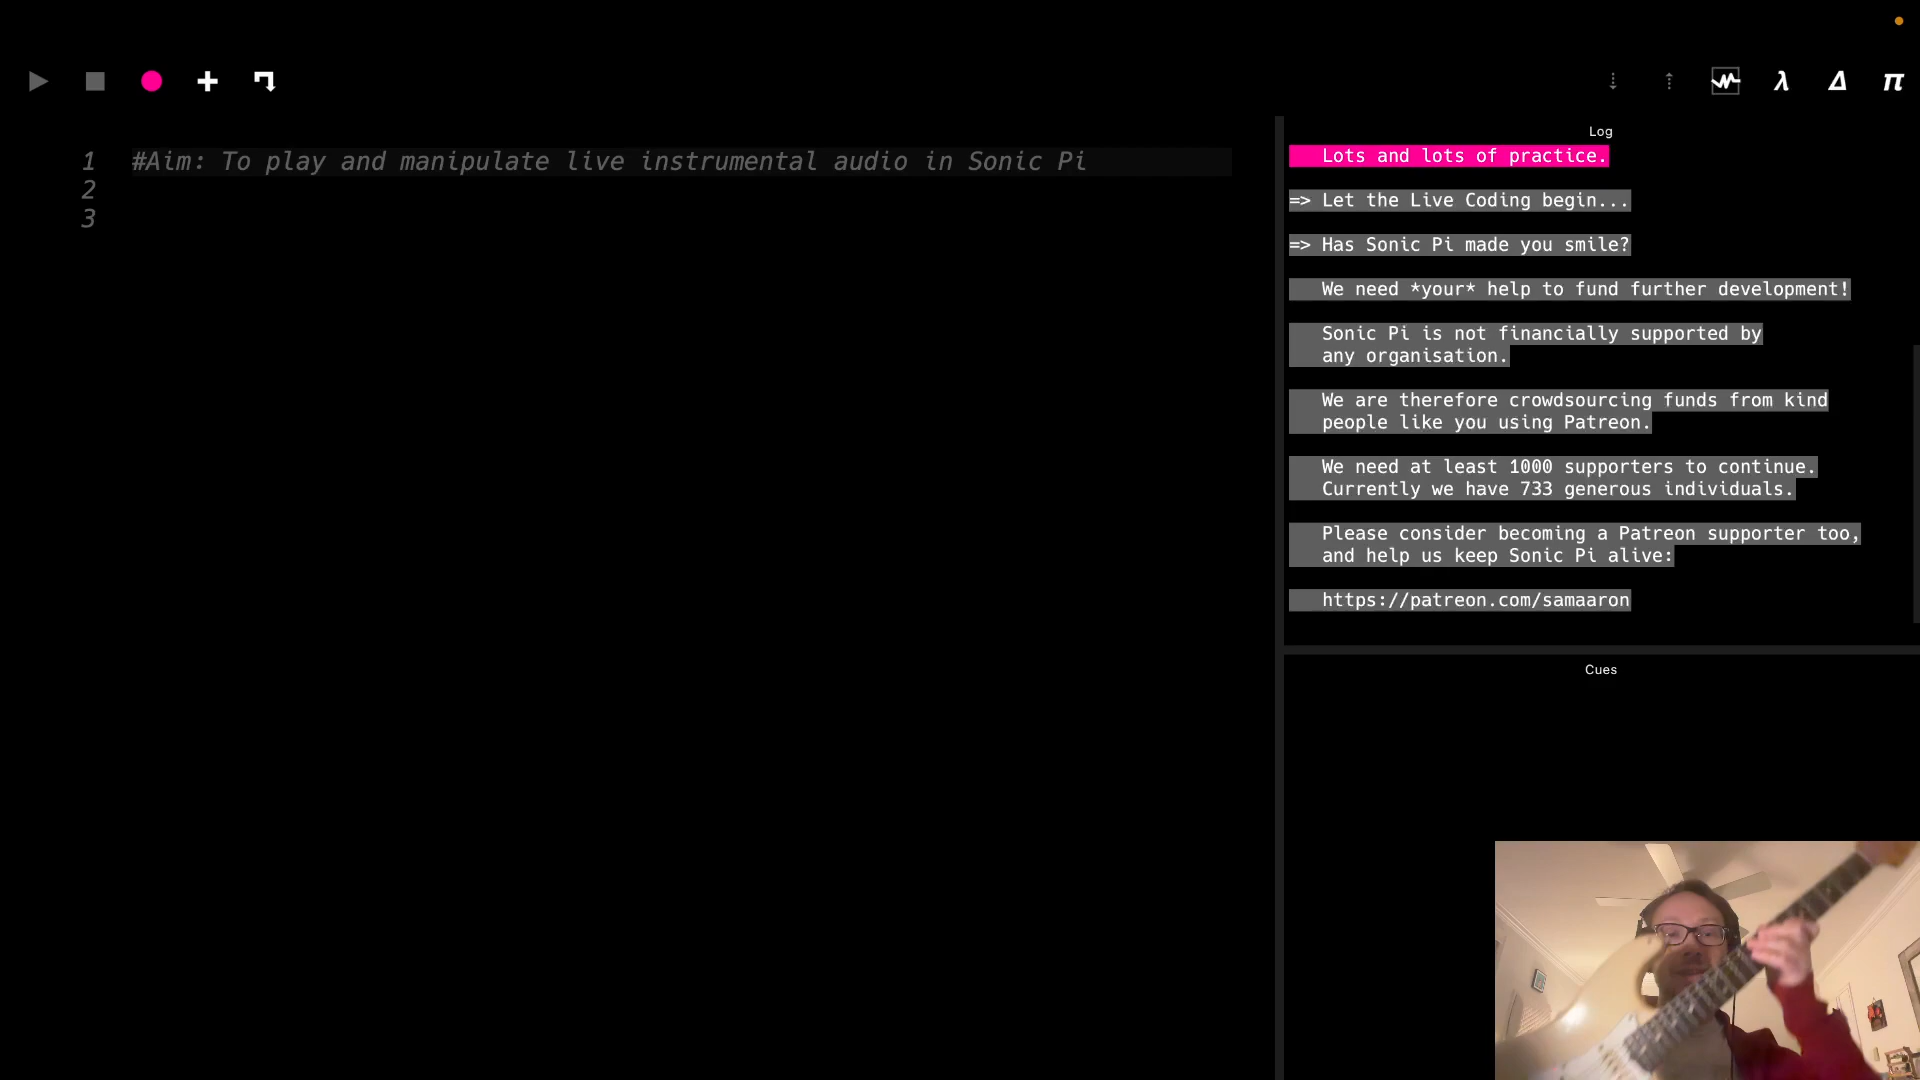 1 #Aim: To play and manipulate live instrumental audio in Sonic Pi
2
3
λ Δ π
Log
Lots and lots of practice.
=> Let the Live Coding begin...
=> Has Sonic Pi made you smile?
We need *your* help to fund further development!
Sonic Pi is not financially supported by
any organisation.
We are therefore crowdsourcing funds from kind
people like you using Patreon.
We need at least 1000 supporters to continue.
Currently we have 733 generous individuals.
Please consider becoming a Patreon supporter too,
and help us keep Sonic Pi alive:
https://patreon.com/samaaron
Cues